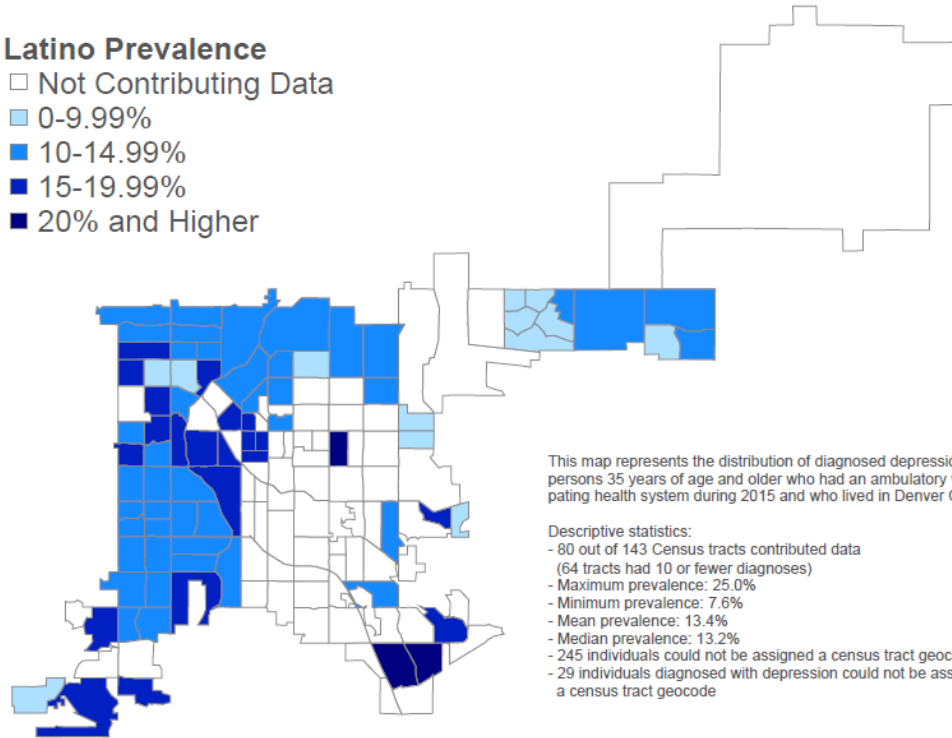 Latino Prevalence
Not Contributing Data
0-9.99%
10-14.99%
15-19.99%
20% and Higher
This map represents the distribution of diagnosed
persons 35 years of age and older who had an ambulatory
pating health system during 2015 and who lived in Denver
Descriptive statistics:
- 80 out of 143 Census tracts contributed data
(64 tracts had 10 or fewer diagnoses)
- Maximum prevalence: 25.0%
- Minimum prevalence: 7.6%
- Mean prevalence: 13.4%
- Median prevalence: 13.2%
- 245 individuals could not be assigned a census tract
- 29 individuals diagnosed with depression could not be
a census tract geocode